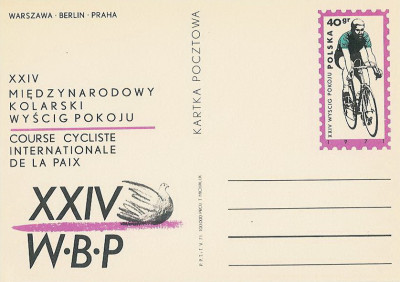 WARSZAWA · BERLIN · PRAHA
XXIV
MIĘDZYNARODOWY
KOLARSKI
WYŚCIG POKOJU
COURSE CYCLISTE
INTERNATIONALE
DE LA PAIX
XXIV
W·B·P
KARTKA POCZTOWA
40 gr
POLSKA
XXIV WYŚCIG POKOJU